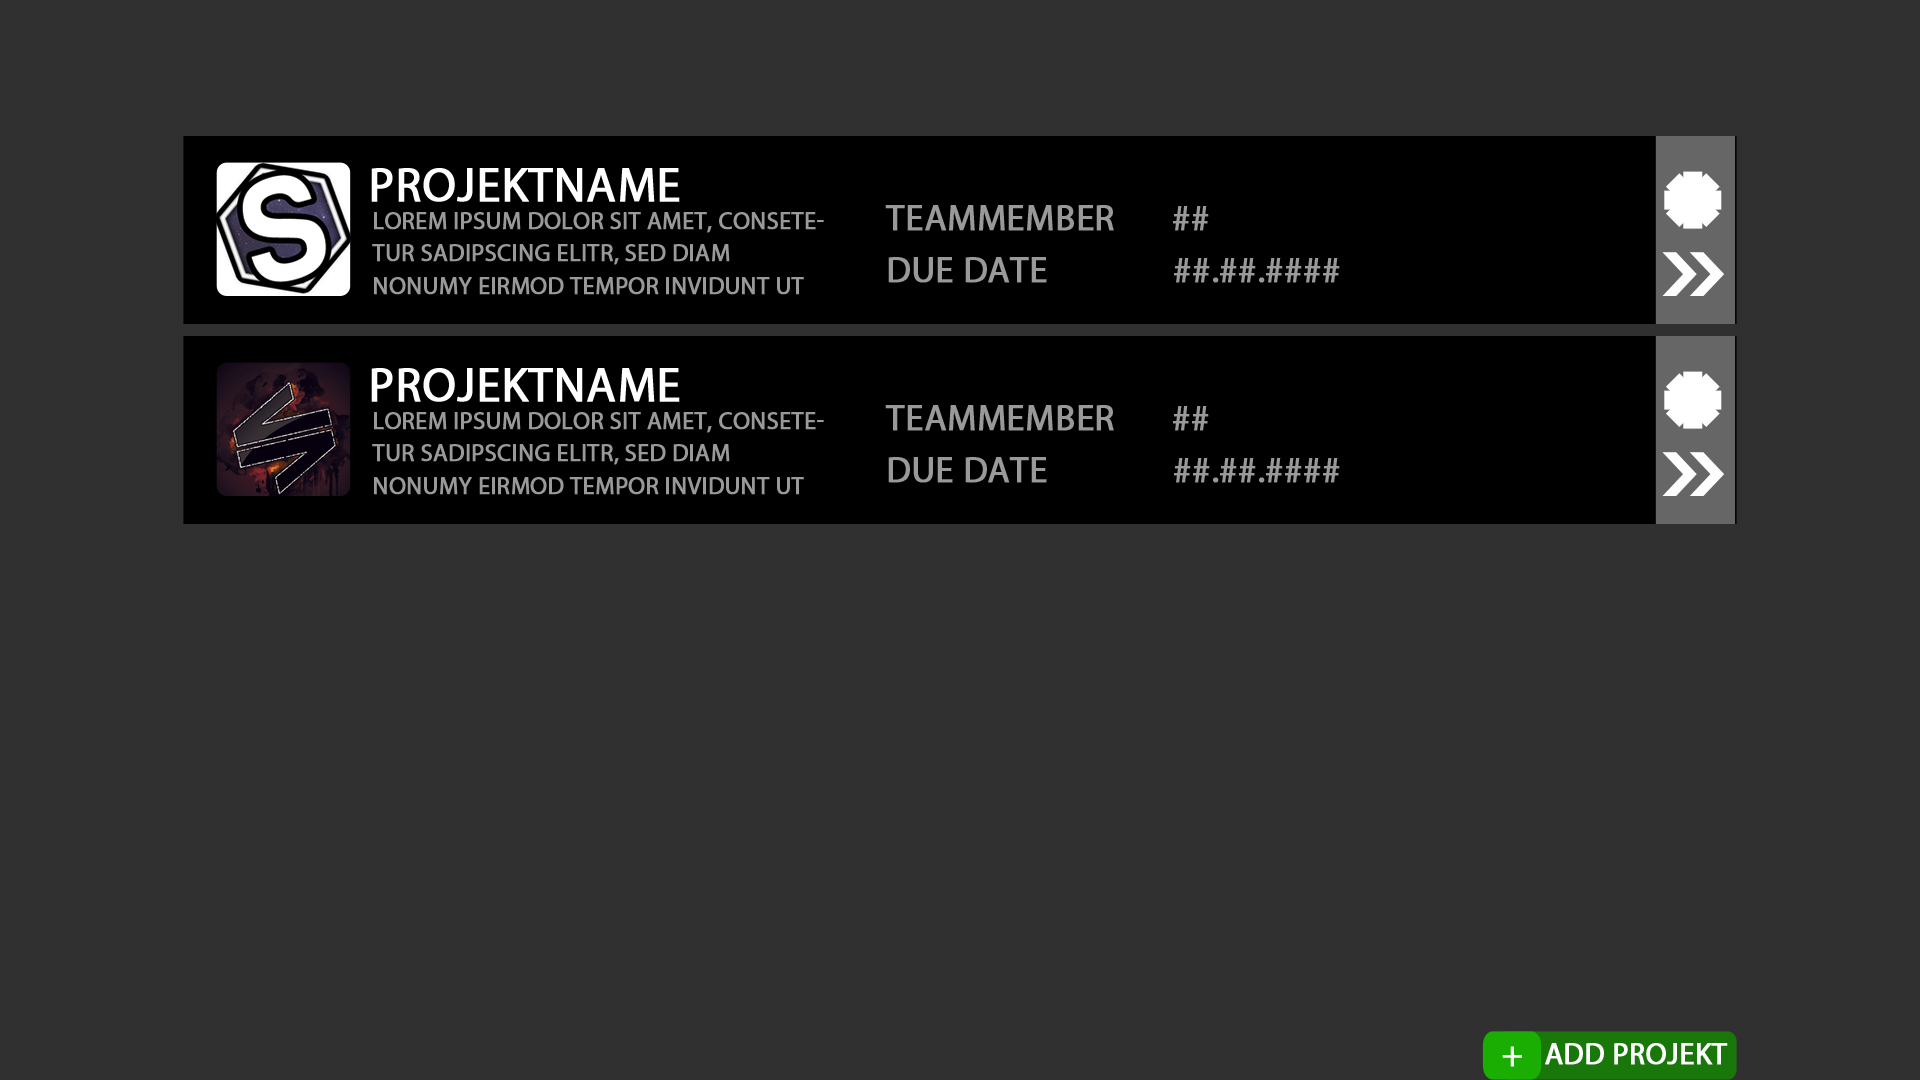 S
PROJEKTNAME
LOREM IPSUM DOLOR SIT AMET, CONSETE-
TUR SADIPSCING ELITR, SED DIAM
NONUMY EIRMOD TEMPOR INVIDUNT UT
TEAMMEMBER ##
DUE DATE ##.##.####
PROJEKTNAME
LOREM IPSUM DOLOR SIT AMET, CONSETE-
TUR SADIPSCING ELITR, SED DIAM
NONUMY EIRMOD TEMPOR INVIDUNT UT
TEAMMEMBER ##
DUE DATE ##.##.####
+ ADD PROJEKT